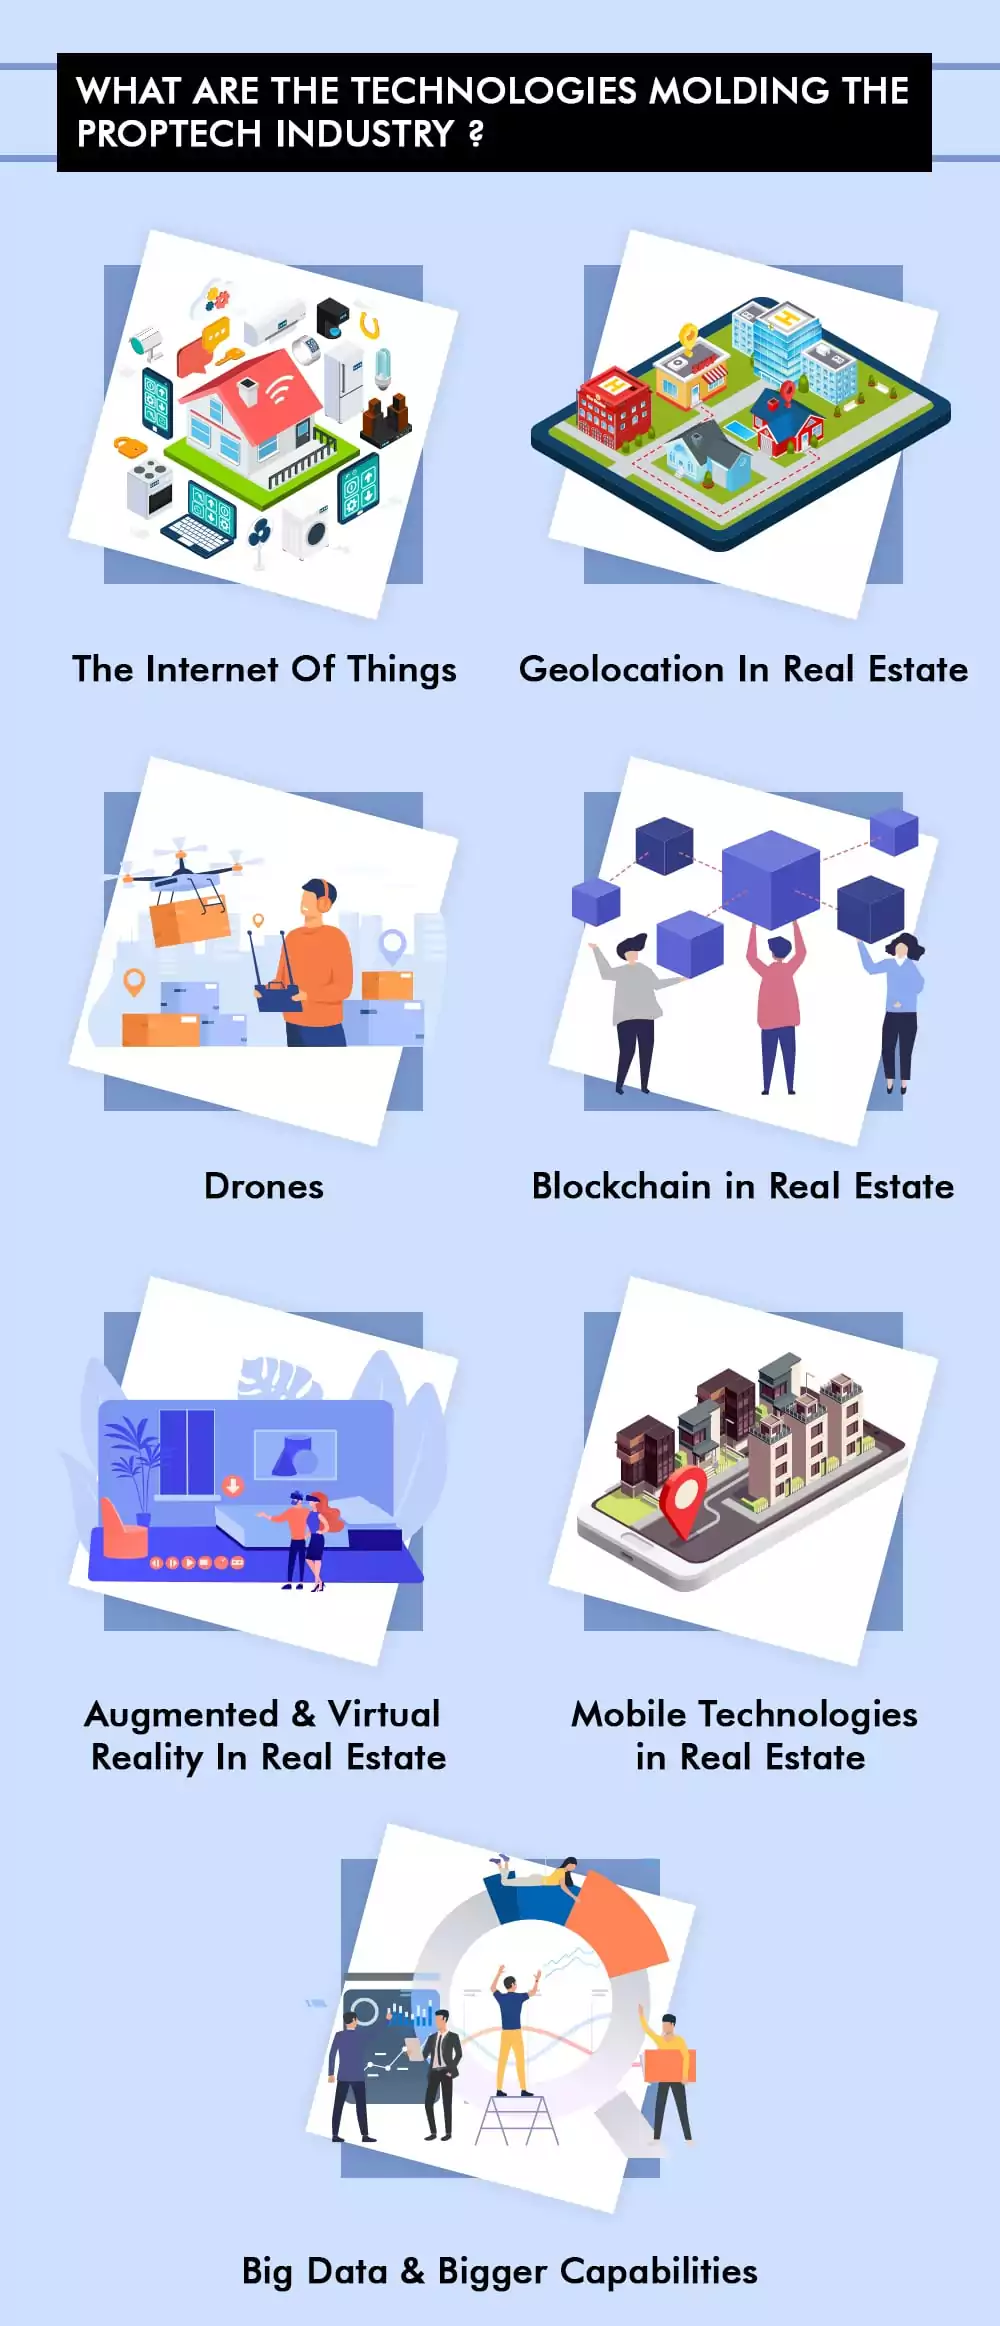 WHAT ARE THE TECHNOLOGIES MOLDING THE
PROPTECH INDUSTRY ?
The Internet Of Things
Geolocation In Real Estate
Drones
Blockchain in Real Estate
Augmented & Virtual
Reality In Real Estate
Mobile Technologies
in Real Estate
Big Data & Bigger Capabilities